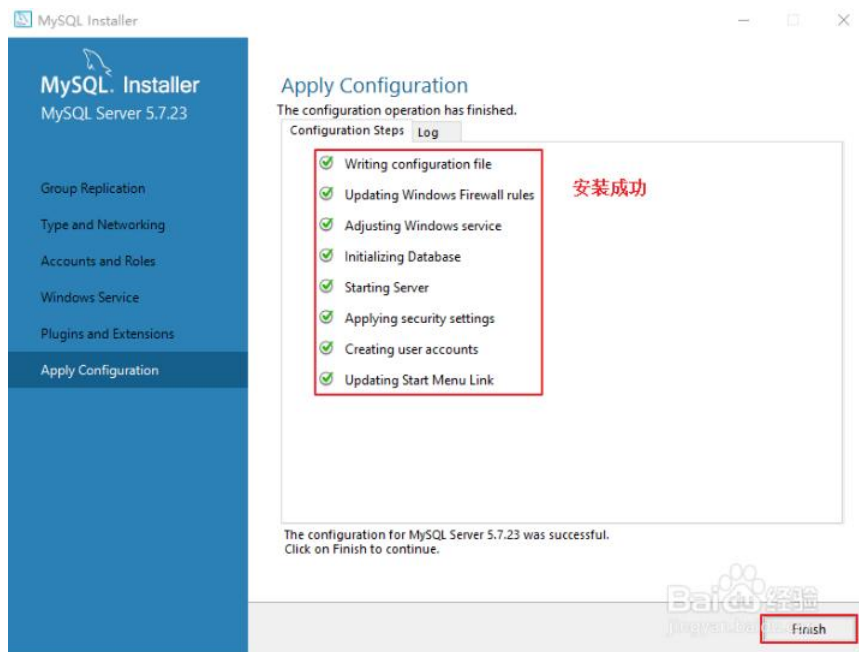 MySQL Installer
MySQL. Installer
MySQL Server 5.7.23
Group Replication
Type and Networking
Accounts and Roles
Windows Service
Plugins and Extensions
Apply Configuration
Apply Configuration
The configuration operation has finished.
Configuration Steps Log
Writing configuration file
Updating Windows Firewall rules
安装成功
Adjusting Windows service
Initializing Database
Starting Server
Applying security settings
Creating user accounts
Updating Start Menu Link
The configuration for MySQL Server 5.7.23 was successful.
Click on Finish to continue.
Baidu 经验
Finish